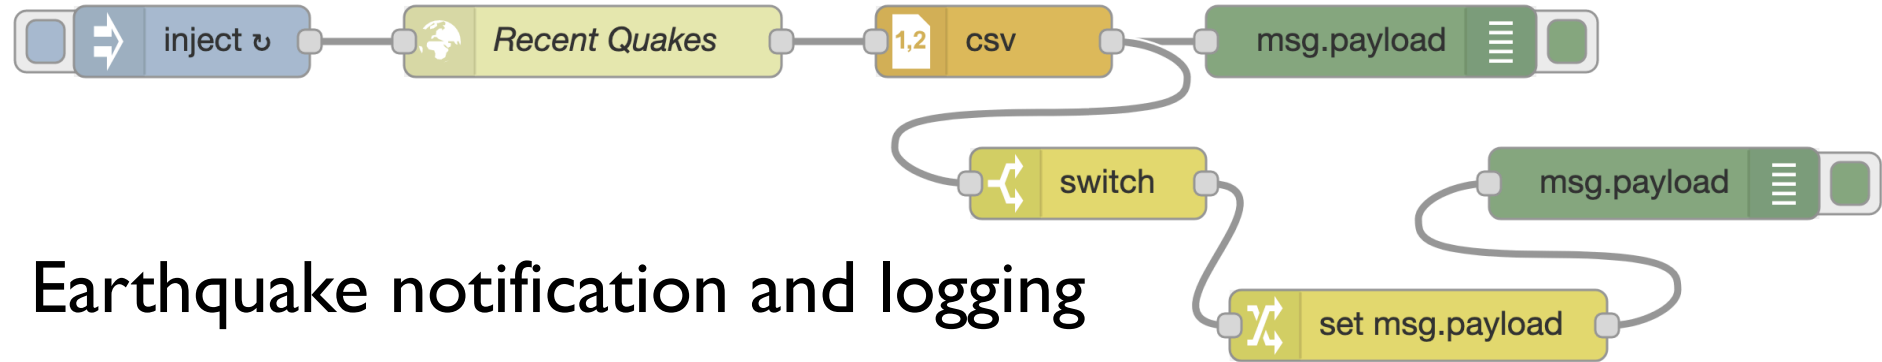 inject ↻
Recent Quakes
1,2
csv
msg.payload
switch
msg.payload
Earthquake notification and logging
set msg.payload